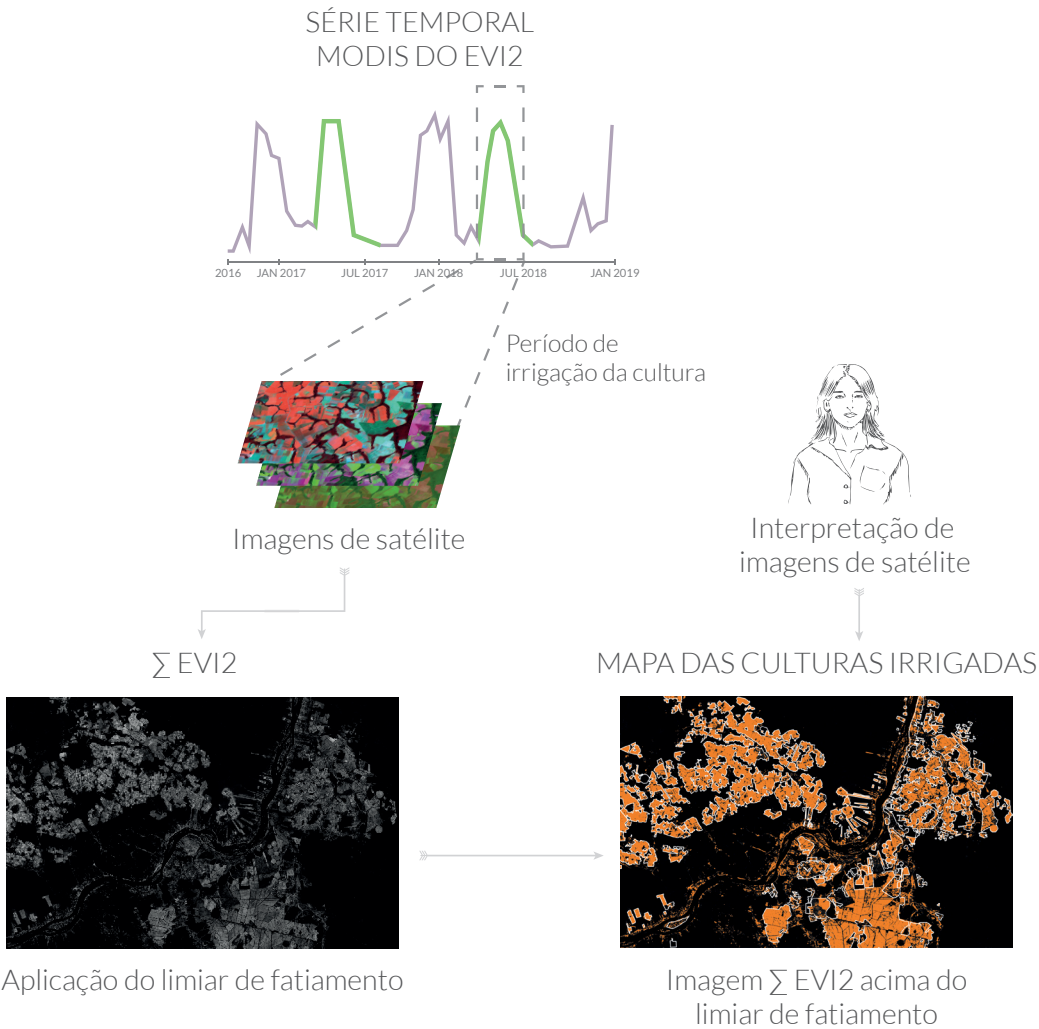 SÉRIE TEMPORAL
MODIS DO EVI2
2016 JAN 2017 JUL 2017 JAN 2018 JUL 2018 JAN 2019
Período de
irrigação da cultura
Imagens de satélite
Interpretação de
imagens de satélite
∑ EVI2
MAPA DAS CULTURAS IRRIGADAS
Aplicação do limiar de fatiamento
Imagem ∑ EVI2 acima do
limiar de fatiamento